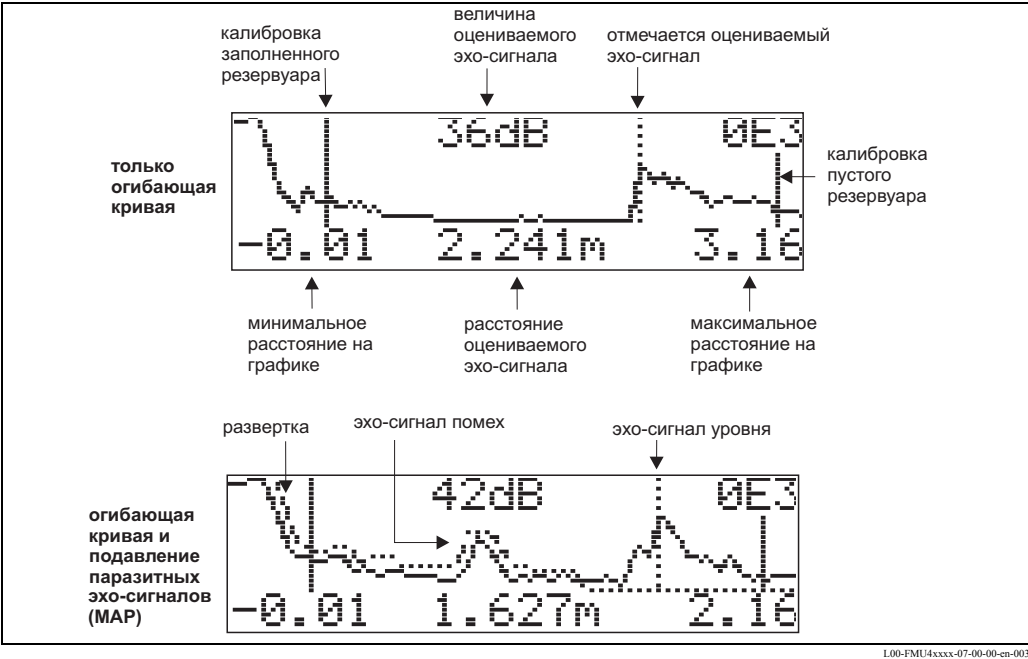 калибровка
заполненного
резервуара
величина
оцениваемого
эхо-сигнала
отмечается оцениваемый
эхо-сигнал
только
огибающая
кривая
36dB
0E3
-0.01
2.241m
3.16
калибровка
пустого
резервуара
минимальное
расстояние на
графике
расстояние
оцениваемого
эхо-сигнала
максимальное
расстояние на
графике
развертка
эхо-сигнал помех
эхо-сигнал уровня
огибающая
кривая и
подавление
паразитных
эхо-сигналов
(MAP)
42dB
0E3
-0.01
1.627m
2.16
L00-FMU4xxxx-07-00-00-en-003